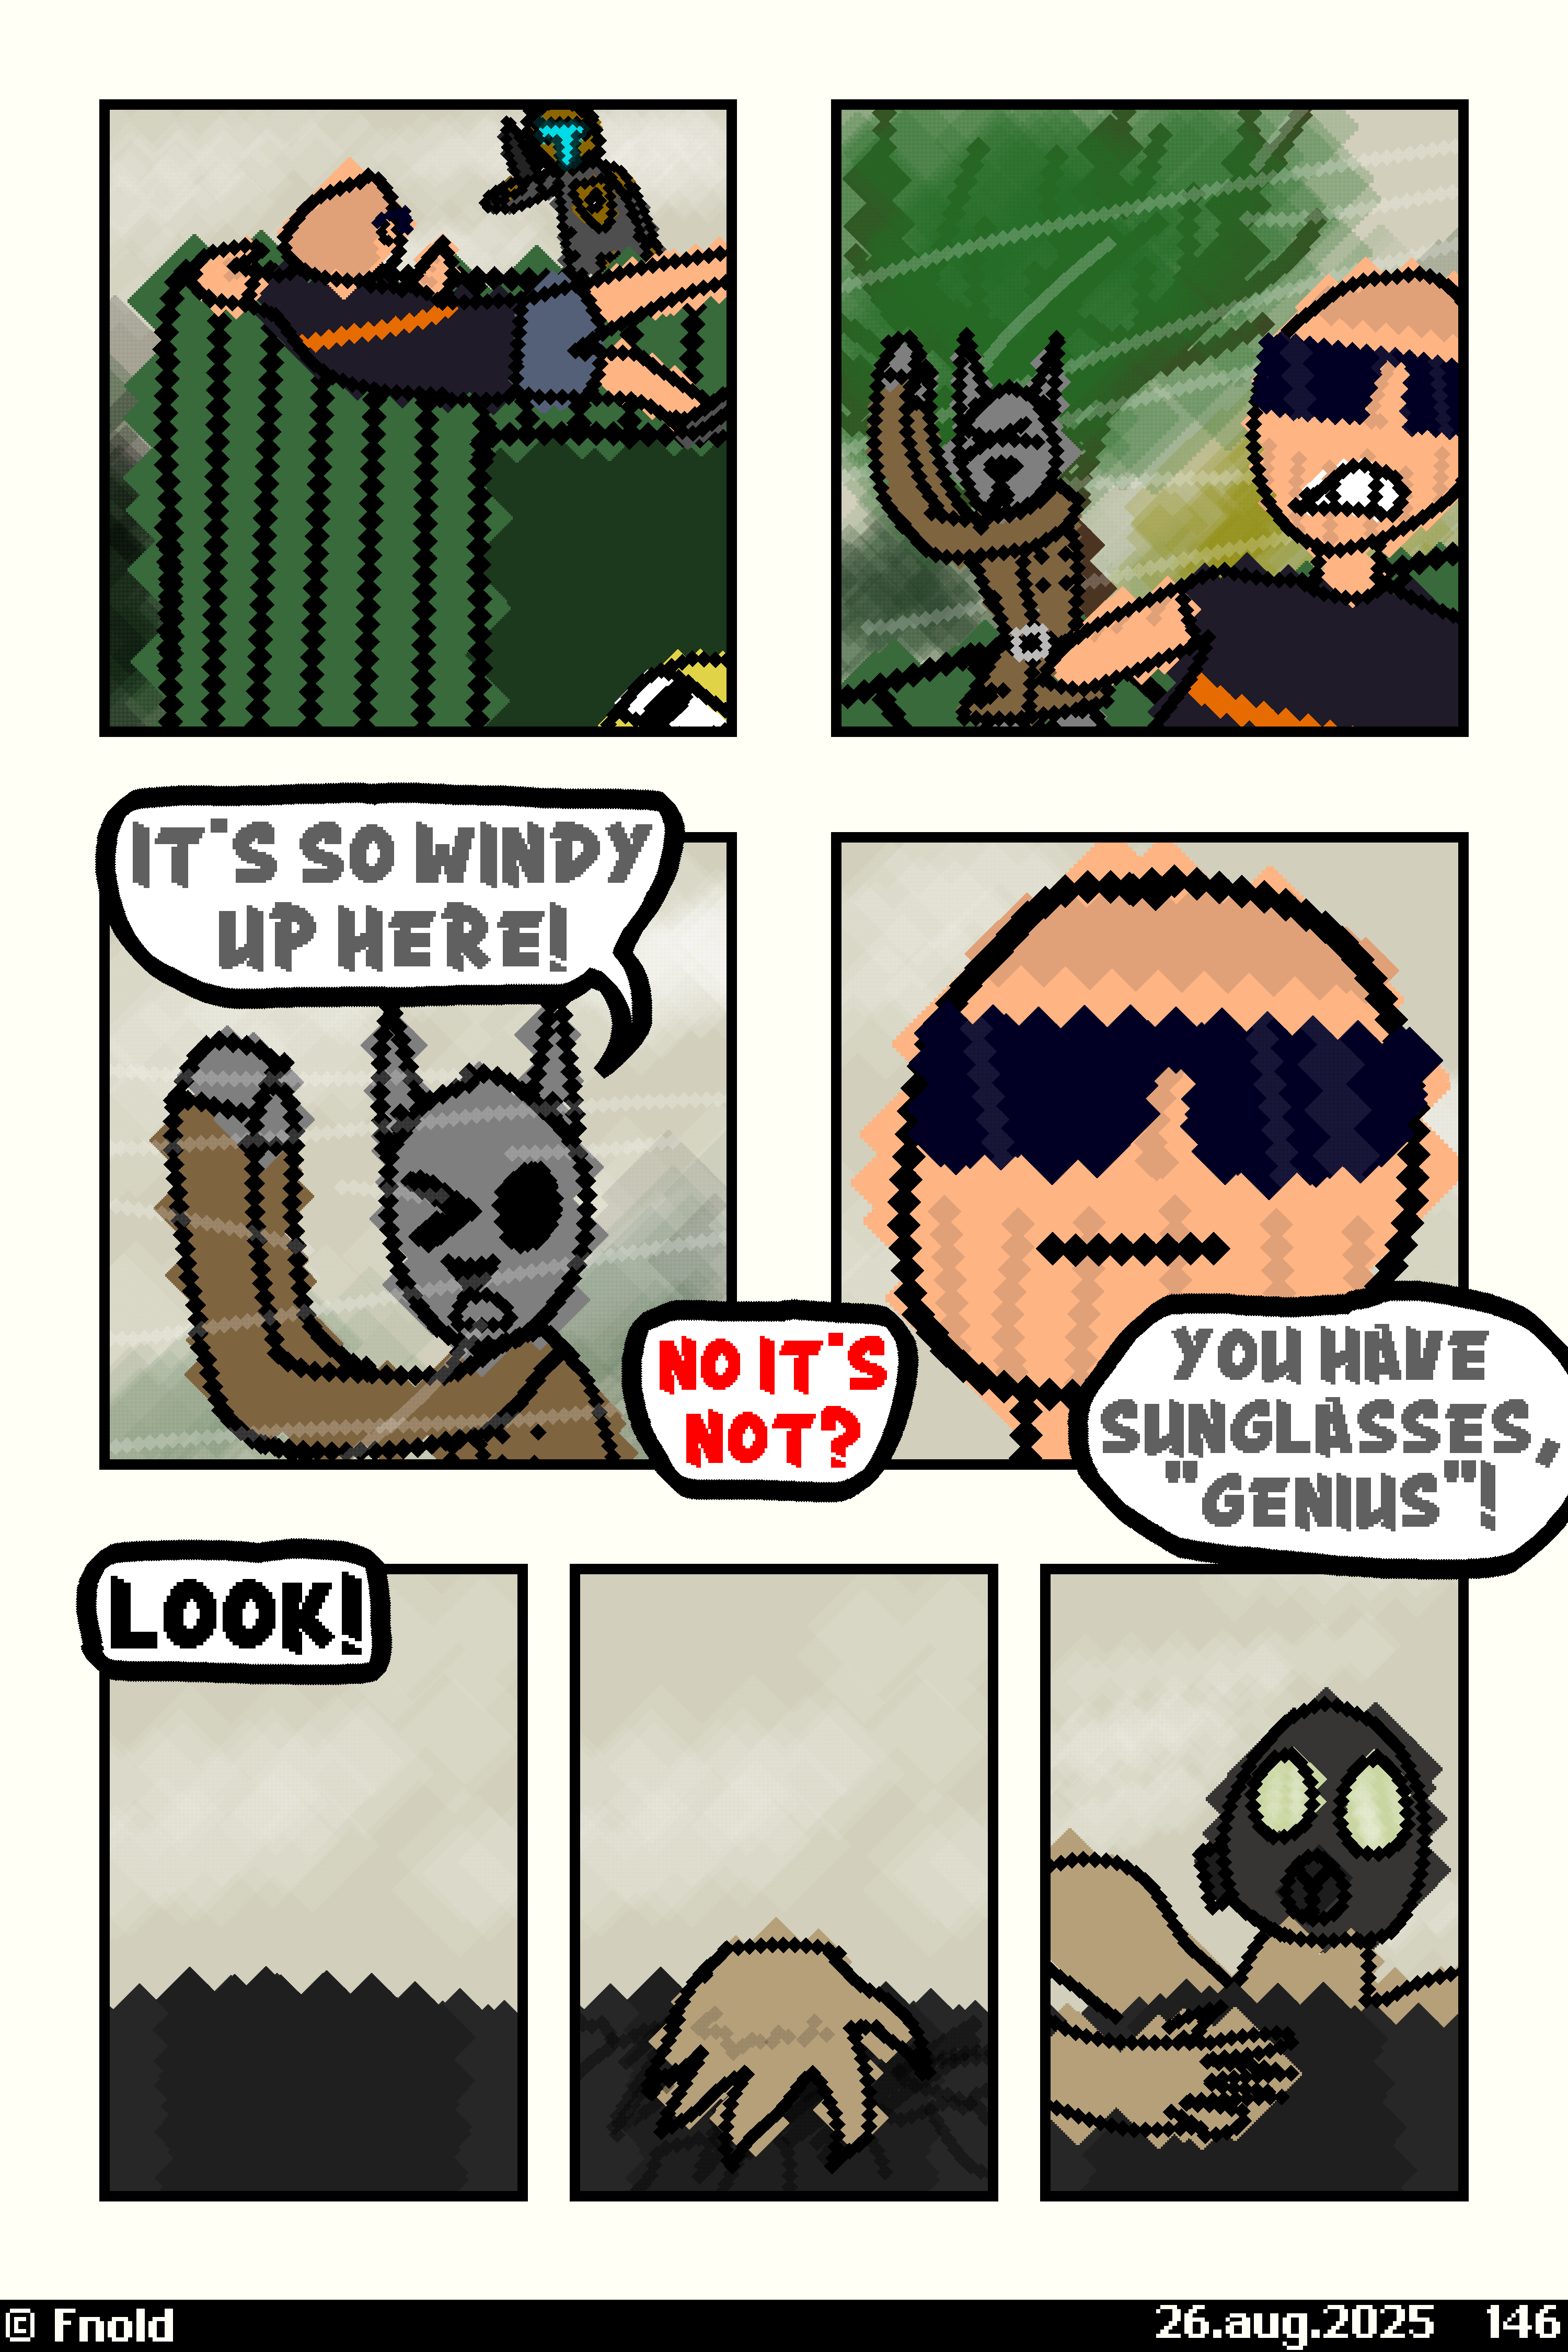 IT'S SO WINDY
UP HERE!
NO IT'S
NOT?
YOU HAVE
SUNGLASSES,
"GENIUS"!
LOOK!
© Fnold
26.aug.2025 146